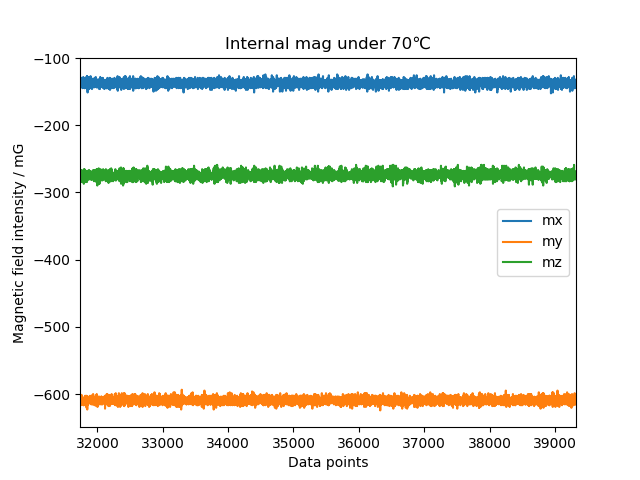 Internal mag under 70℃
Magnetic field intensity / mG
−100
−200
−300
−400
−500
−600
mx
my
mz
32000 33000 34000 35000 36000 37000 38000 39000
Data points